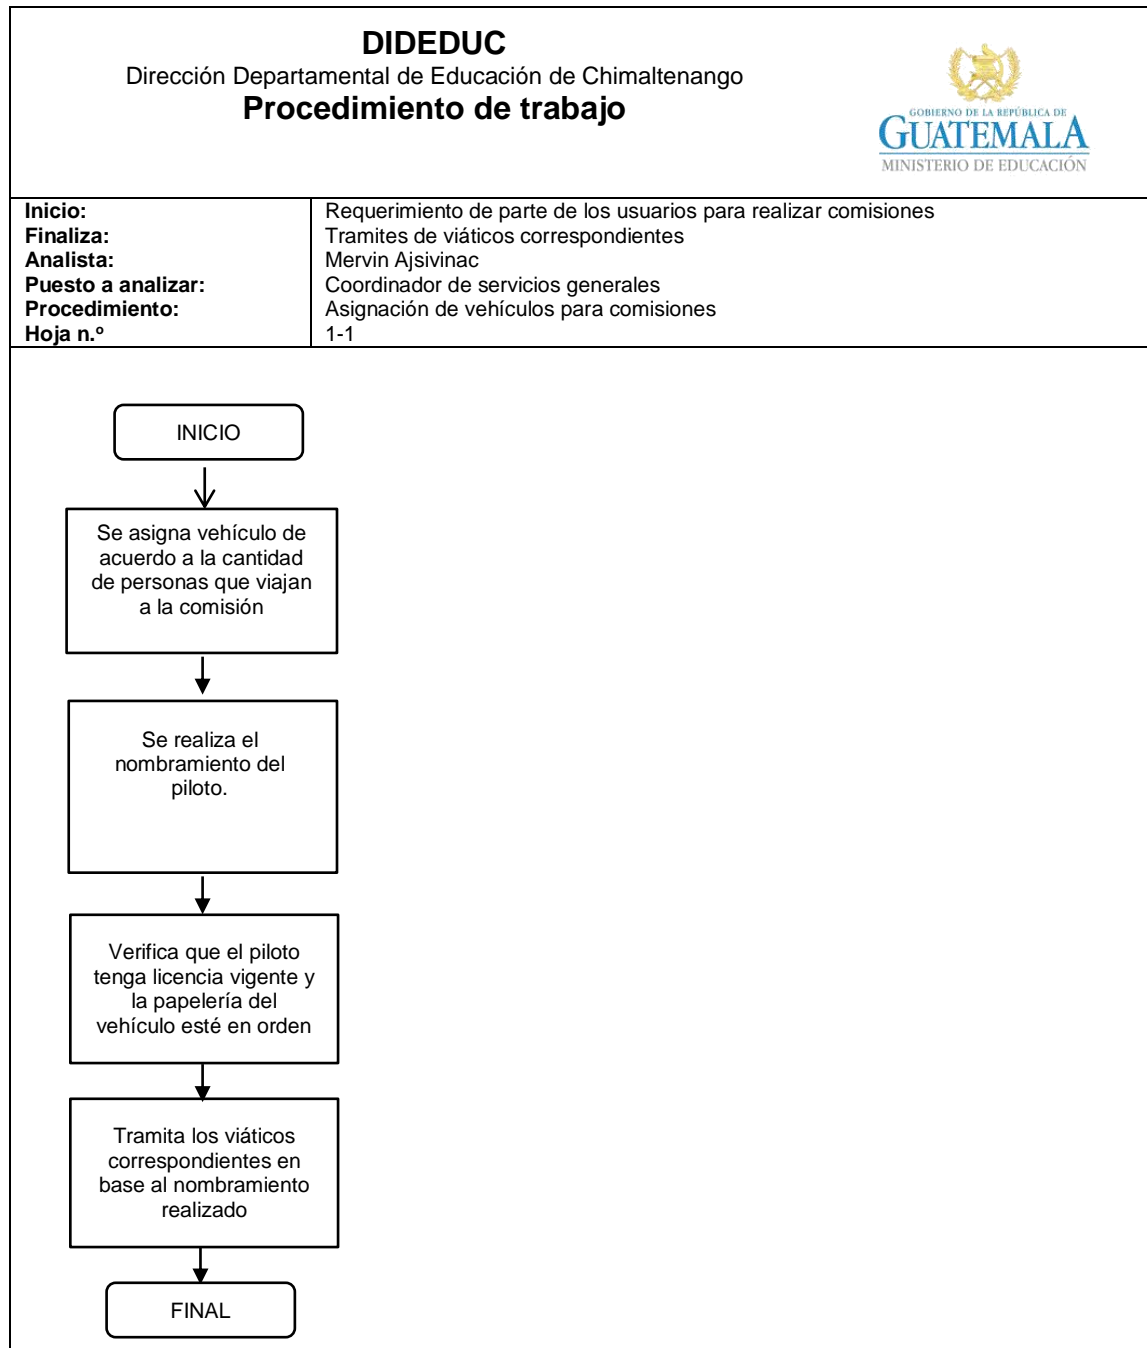 DIDEDUC
Dirección Departamental de Educación de Chimaltenango
Procedimiento de trabajo
GOBIERNO DE LA REPÚBLICA DE
GUATEMALA
MINISTERIO DE EDUCACIÓN
Inicio: Requerimiento de parte de los usuarios para realizar comisiones
Finaliza: Tramites de viáticos correspondientes
Analista: Mervin Ajsivinac
Puesto a analizar: Coordinador de servicios generales
Procedimiento: Asignación de vehículos para comisiones
Hoja n.º 1-1
INICIO
Se asigna vehículo de
acuerdo a la cantidad
de personas que viajan
a la comisión
Se realiza el
nombramiento del
piloto.
Verifica que el piloto
tenga licencia vigente y
la papelería del
vehículo esté en orden
Tramita los viáticos
correspondientes en
base al nombramiento
realizado
FINAL